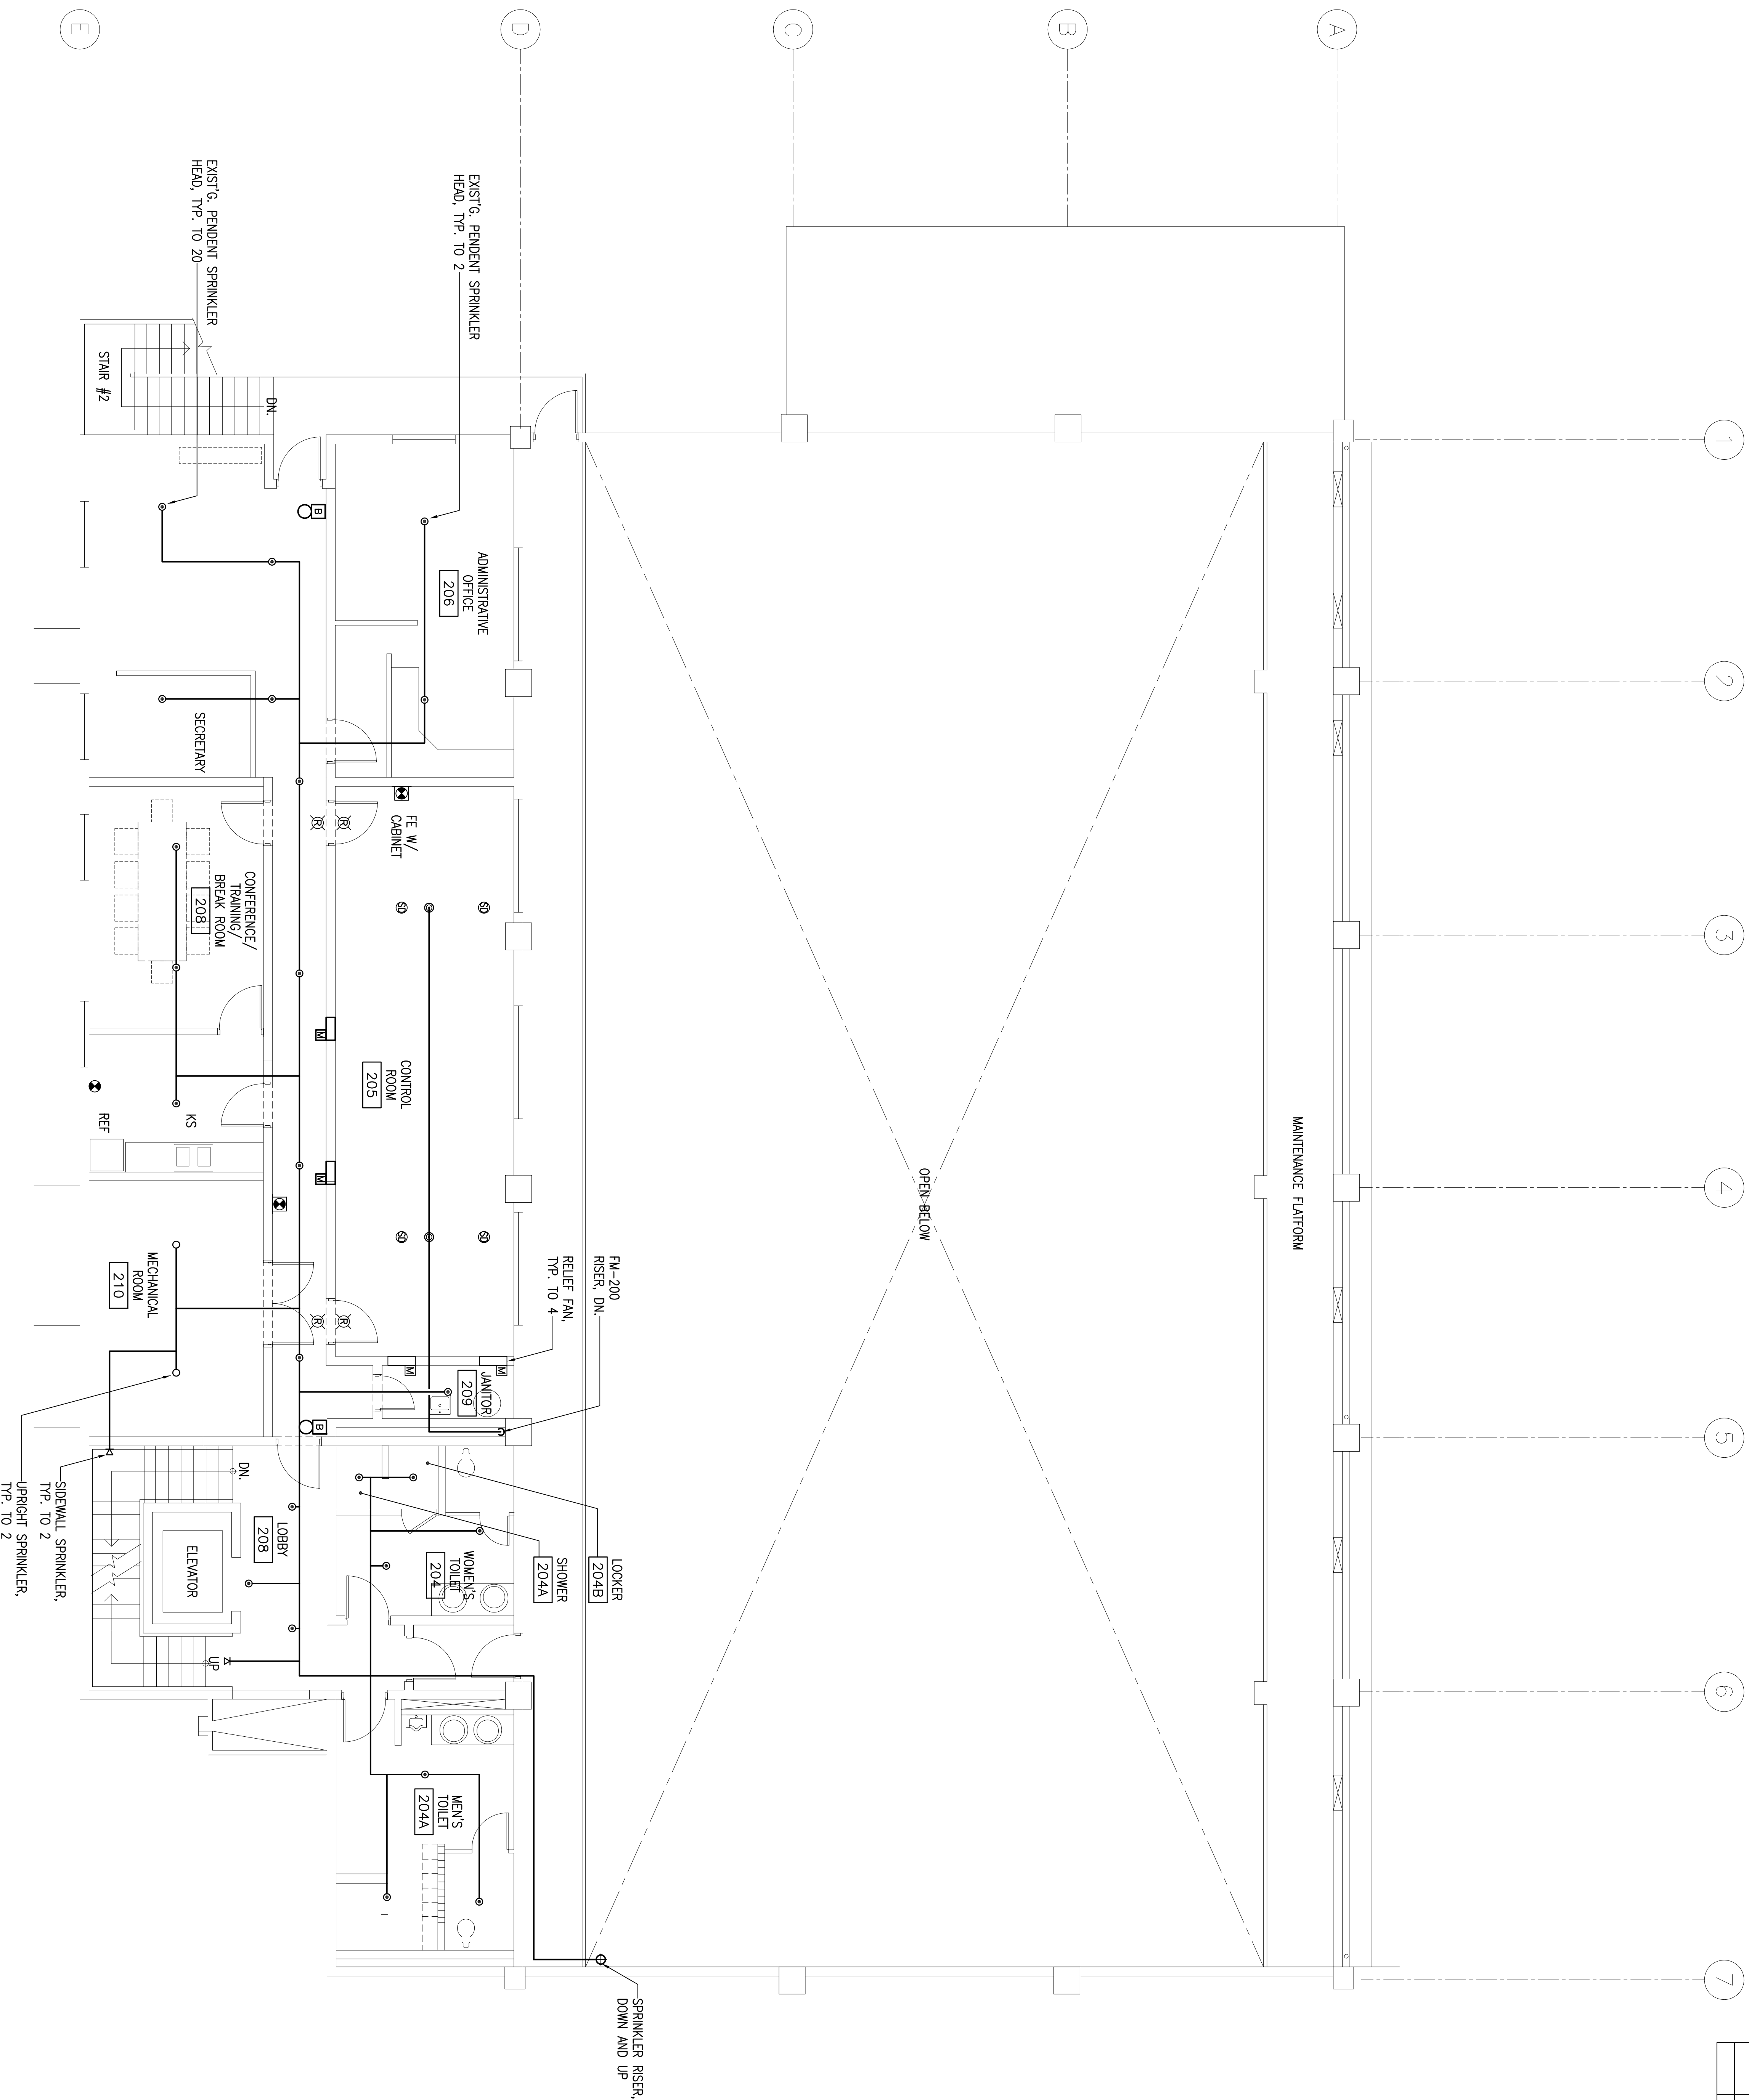 E
D
C
B
A
1
2
3
4
5
6
7
EXIST'G. PENDENT SPRINKLER
HEAD, TYP. TO 20
EXIST'G. PENDENT SPRINKLER
HEAD, TYP. TO 2
STAIR #2
DN.
B
ADMINISTRATIVE
OFFICE
206
SECRETARY
FE W/
CABINET
R
R
CONFERENCE/
TRAINING/
BREAK ROOM
208
SD
SD
M
CONTROL
ROOM
205
KS
REF
M
SD
SD
MAINTENANCE FLATFORM
OPEN BELOW
MECHANICAL
ROOM
210
FM-200
RISER, DN.
RELIEF FAN,
TYP. TO 4
R
R
M
M
JANITOR
209
B
DN.
LOBBY
208
ELEVATOR
UP
SIDEWALL SPRINKLER,
TYP. TO 2
UPRIGHT SPRINKLER,
TYP. TO 2
WOMEN'S
TOILET
204
SHOWER
204A
LOCKER
204B
MEN'S
TOILET
204A
SPRINKLER RISER,
DOWN AND UP